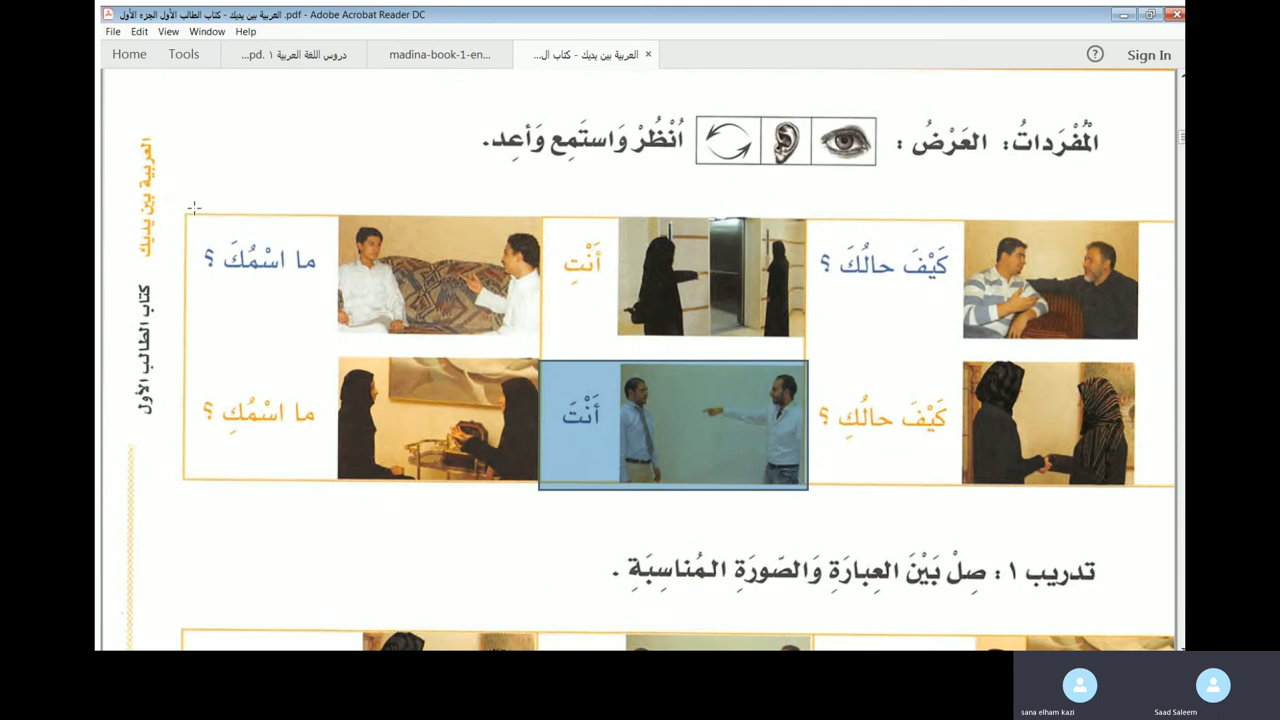 العربية بين يديك - كتاب الطالب الأول الجزء الأول.pdf - Adobe Acrobat Reader DC
File Edit View Window Help
Home Tools دروس اللغة العربية ١ .pd... madina-book-1-en... العربية بين يديك - كتاب ال... × ? Sign In
المُفْرَداتُ: العَرْضُ : اُنْظُرْ وَاستَمِع وَأعِد.
العربية بين يديك
كتاب الطالب الأول
كَيْفَ حالُكَ ؟
أَنْتِ
ما اسْمُكَ ؟
كَيْفَ حالُكِ ؟
أَنْتَ
ما اسْمُكِ ؟
تدريب ١ : صِلْ بَيْنَ العِبارَةِ وَالصّورَةِ المُناسِبَةِ .
sana elham kazi
Saad Saleem